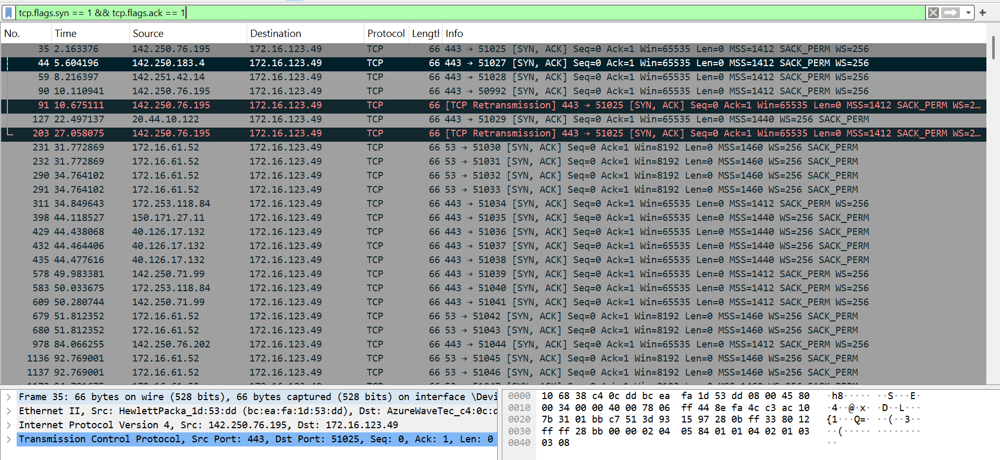 tcp.flags.syn == 1 && tcp.flags.ack == 1
No. Time Source Destination Protocol Length Info
35 2.163376 142.250.76.195 172.16.123.49 TCP 66 443 → 51025 [SYN, ACK] Seq=0 Ack=1 Win=65535 Len=0 MSS=1412 SACK_PERM WS=256
44 5.604196 142.250.183.4 172.16.123.49 TCP 66 443 → 51027 [SYN, ACK] Seq=0 Ack=1 Win=65535 Len=0 MSS=1412 SACK_PERM WS=256
59 8.216397 142.251.42.14 172.16.123.49 TCP 66 443 → 51028 [SYN, ACK] Seq=0 Ack=1 Win=65535 Len=0 MSS=1412 SACK_PERM WS=256
90 10.110941 142.250.76.195 172.16.123.49 TCP 66 443 → 50992 [SYN, ACK] Seq=0 Ack=1 Win=65535 Len=0 MSS=1412 SACK_PERM WS=256
91 10.675111 142.250.76.195 172.16.123.49 TCP 66 [TCP Retransmission] 443 → 51025 [SYN, ACK] Seq=0 Ack=1 Win=65535 Len=0 MSS=1412 SACK_PERM WS=2…
127 22.497137 20.44.10.122 172.16.123.49 TCP 66 443 → 51029 [SYN, ACK] Seq=0 Ack=1 Win=65535 Len=0 MSS=1440 WS=256 SACK_PERM
203 27.058075 142.250.76.195 172.16.123.49 TCP 66 [TCP Retransmission] 443 → 51025 [SYN, ACK] Seq=0 Ack=1 Win=65535 Len=0 MSS=1412 SACK_PERM WS=2…
231 31.772869 172.16.61.52 172.16.123.49 TCP 66 53 → 51030 [SYN, ACK] Seq=0 Ack=1 Win=8192 Len=0 MSS=1460 WS=256 SACK_PERM
232 31.772869 172.16.61.52 172.16.123.49 TCP 66 53 → 51031 [SYN, ACK] Seq=0 Ack=1 Win=8192 Len=0 MSS=1460 WS=256 SACK_PERM
290 34.764102 172.16.61.52 172.16.123.49 TCP 66 53 → 51032 [SYN, ACK] Seq=0 Ack=1 Win=8192 Len=0 MSS=1460 WS=256 SACK_PERM
291 34.764102 172.16.61.52 172.16.123.49 TCP 66 53 → 51033 [SYN, ACK] Seq=0 Ack=1 Win=8192 Len=0 MSS=1460 WS=256 SACK_PERM
311 34.849643 172.253.118.84 172.16.123.49 TCP 66 443 → 51034 [SYN, ACK] Seq=0 Ack=1 Win=65535 Len=0 MSS=1412 SACK_PERM WS=256
398 44.118527 150.171.27.11 172.16.123.49 TCP 66 443 → 51035 [SYN, ACK] Seq=0 Ack=1 Win=65535 Len=0 MSS=1440 WS=256 SACK_PERM
429 44.438068 40.126.17.132 172.16.123.49 TCP 66 443 → 51036 [SYN, ACK] Seq=0 Ack=1 Win=65535 Len=0 MSS=1440 WS=256 SACK_PERM
432 44.464406 40.126.17.132 172.16.123.49 TCP 66 443 → 51037 [SYN, ACK] Seq=0 Ack=1 Win=65535 Len=0 MSS=1440 WS=256 SACK_PERM
435 44.477616 40.126.17.132 172.16.123.49 TCP 66 443 → 51038 [SYN, ACK] Seq=0 Ack=1 Win=65535 Len=0 MSS=1440 WS=256 SACK_PERM
578 49.983381 142.250.71.99 172.16.123.49 TCP 66 443 → 51039 [SYN, ACK] Seq=0 Ack=1 Win=65535 Len=0 MSS=1412 SACK_PERM WS=256
583 50.033675 172.253.118.84 172.16.123.49 TCP 66 443 → 51040 [SYN, ACK] Seq=0 Ack=1 Win=65535 Len=0 MSS=1412 SACK_PERM WS=256
609 50.280744 142.250.71.99 172.16.123.49 TCP 66 443 → 51041 [SYN, ACK] Seq=0 Ack=1 Win=65535 Len=0 MSS=1412 SACK_PERM WS=256
679 51.812352 172.16.61.52 172.16.123.49 TCP 66 53 → 51042 [SYN, ACK] Seq=0 Ack=1 Win=8192 Len=0 MSS=1460 WS=256 SACK_PERM
680 51.812352 172.16.61.52 172.16.123.49 TCP 66 53 → 51043 [SYN, ACK] Seq=0 Ack=1 Win=8192 Len=0 MSS=1460 WS=256 SACK_PERM
978 84.066255 142.250.76.202 172.16.123.49 TCP 66 443 → 51044 [SYN, ACK] Seq=0 Ack=1 Win=65535 Len=0 MSS=1412 SACK_PERM WS=256
1136 92.769001 172.16.61.52 172.16.123.49 TCP 66 53 → 51045 [SYN, ACK] Seq=0 Ack=1 Win=8192 Len=0 MSS=1460 WS=256 SACK_PERM
1137 92.769001 172.16.61.52 172.16.123.49 TCP 66 53 → 51046 [SYN, ACK] Seq=0 Ack=1 Win=8192 Len=0 MSS=1460 WS=256 SACK_PERM
Frame 35: 66 bytes on wire (528 bits), 66 bytes captured (528 bits) on interface \Devi
Ethernet II, Src: HewlettPacka_1d:53:dd (bc:ea:fa:1d:53:dd), Dst: AzureWaveTec_c4:0c:d
Internet Protocol Version 4, Src: 142.250.76.195, Dst: 172.16.123.49
Transmission Control Protocol, Src Port: 443, Dst Port: 51025, Seq: 0, Ack: 1, Len: 0
0000 10 68 38 c4 0c dd bc ea fa 1d 53 dd 08 00 45 80 ·h8····· ··S···E·
0010 00 34 00 00 40 00 78 06 ff 44 8e fa 4c c3 ac 10 ·4··@·x· ·D··L···
0020 7b 31 01 bb c7 51 3d 93 15 97 28 0b ff 33 80 12 {1···Q=· ··(··3··
0030 ff ff 28 bb 00 00 02 04 05 84 01 01 04 02 01 03 ··(····· ········
0040 03 08 ··